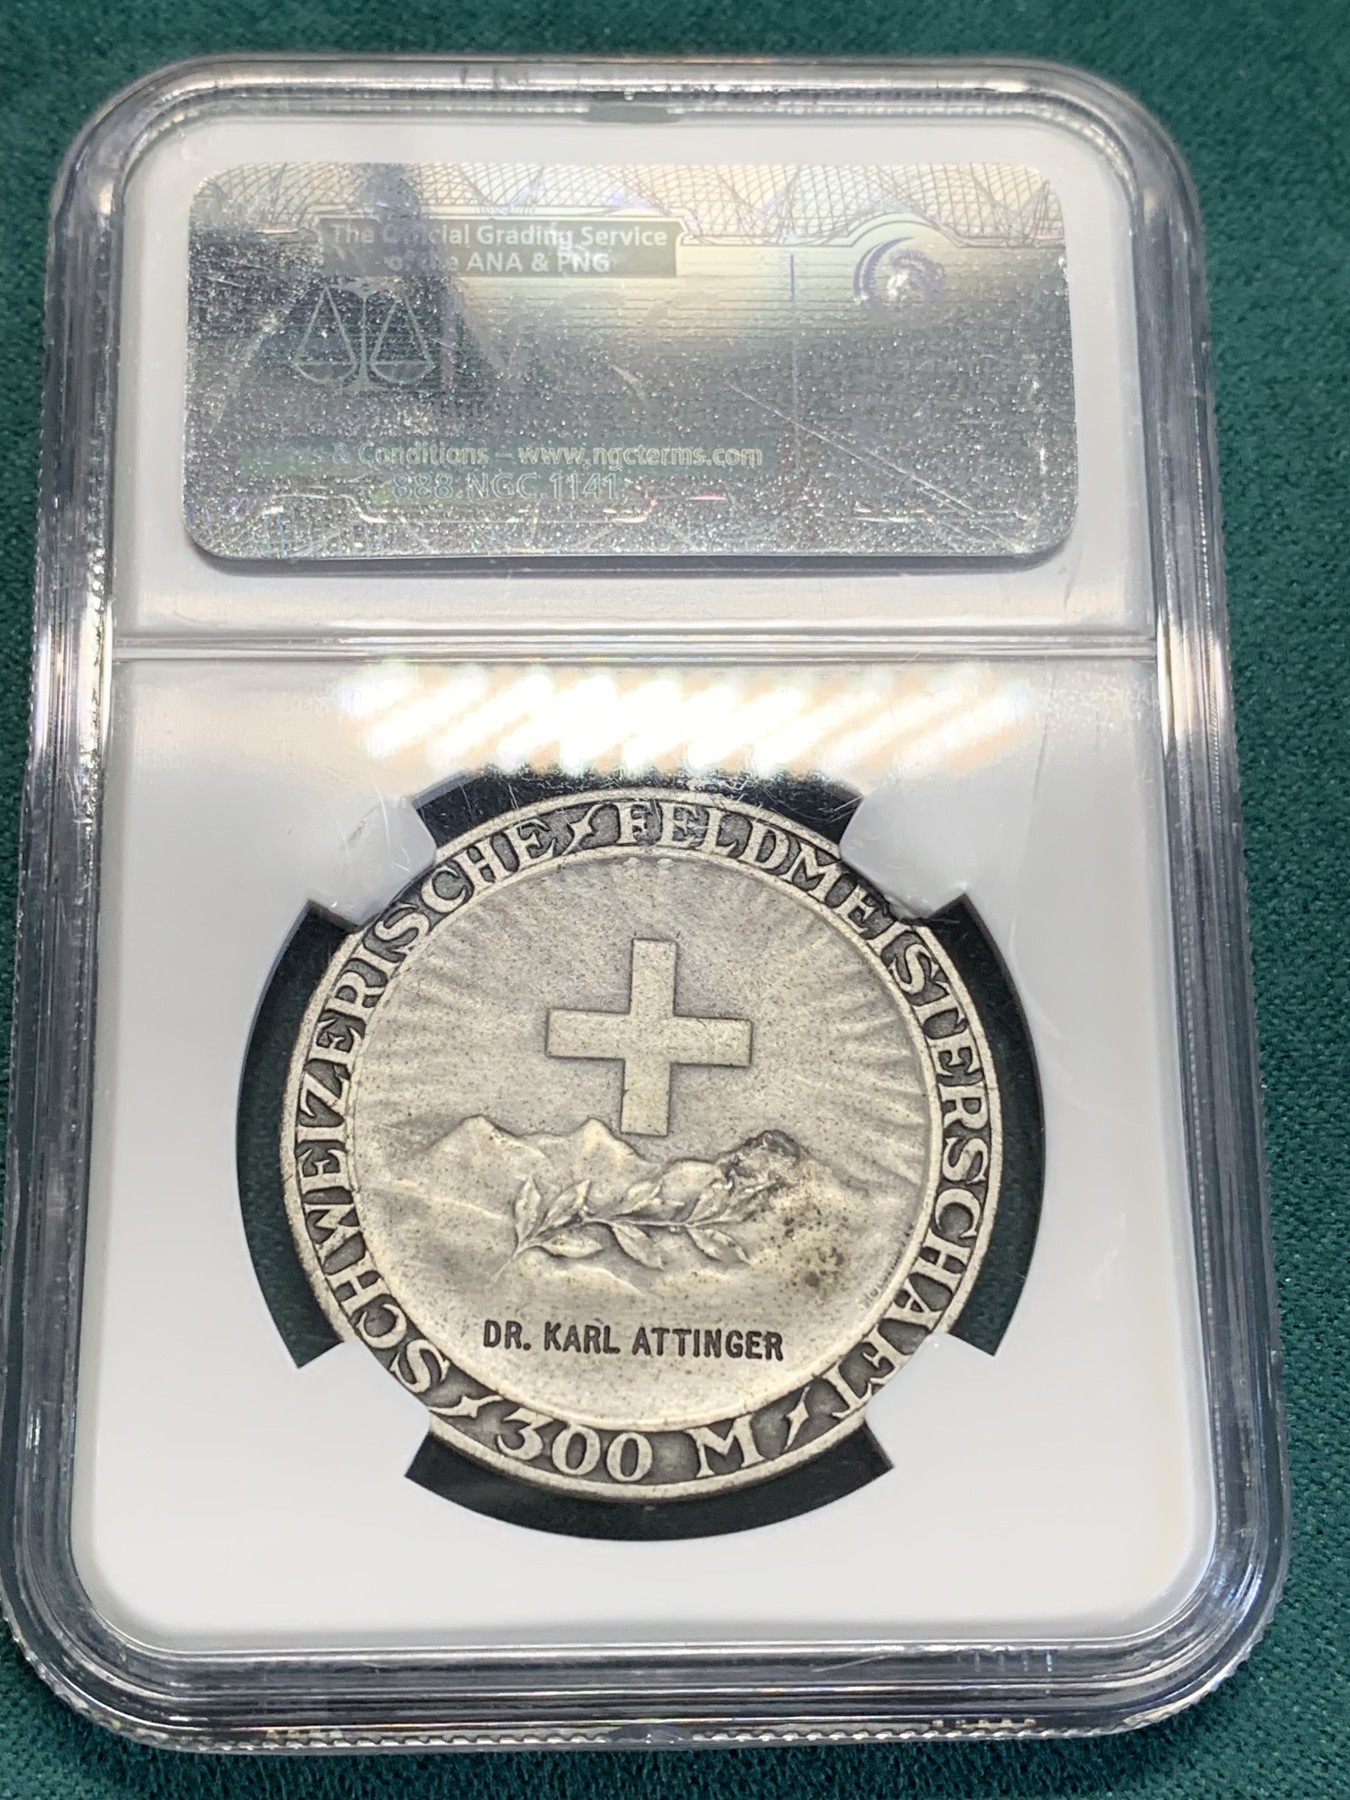 The Official Grading Service
of the ANA & PNG
& Conditions – www.ngcterms.com
888.NGC.1141
SCHWEIZERISCHE FELDMEISTERSCHAFT
300 M
DR. KARL ATTINGER